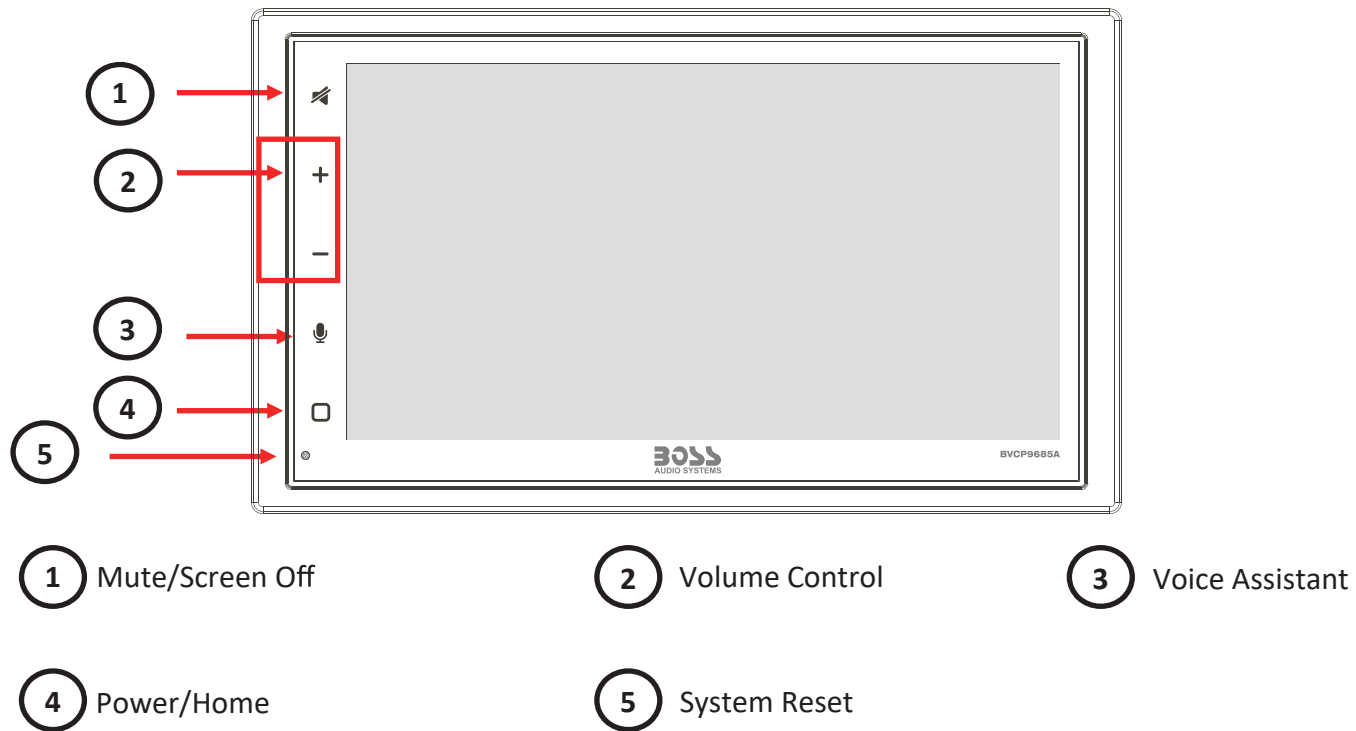 1
2
3
4
5
BOSS
AUDIO SYSTEMS
BVCP9685A
1 Mute/Screen Off
2 Volume Control
3 Voice Assistant
4 Power/Home
5 System Reset